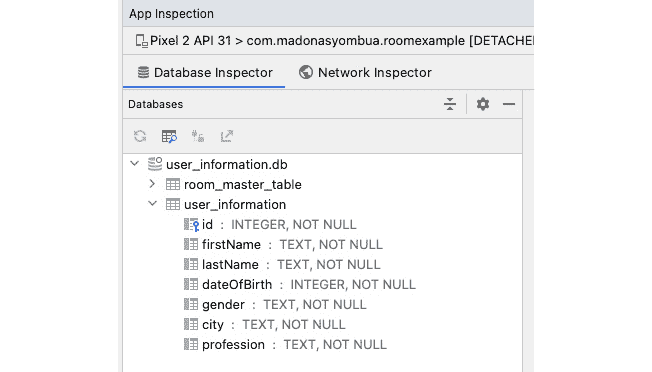 App Inspection
Pixel 2 API 31 > com.madonasyombua.roomexample [DETACHED
Database Inspector Network Inspector
Databases
user_information.db
room_master_table
user_information
id : INTEGER, NOT NULL
firstName : TEXT, NOT NULL
lastName : TEXT, NOT NULL
dateOfBirth : INTEGER, NOT NULL
gender : TEXT, NOT NULL
city : TEXT, NOT NULL
profession : TEXT, NOT NULL